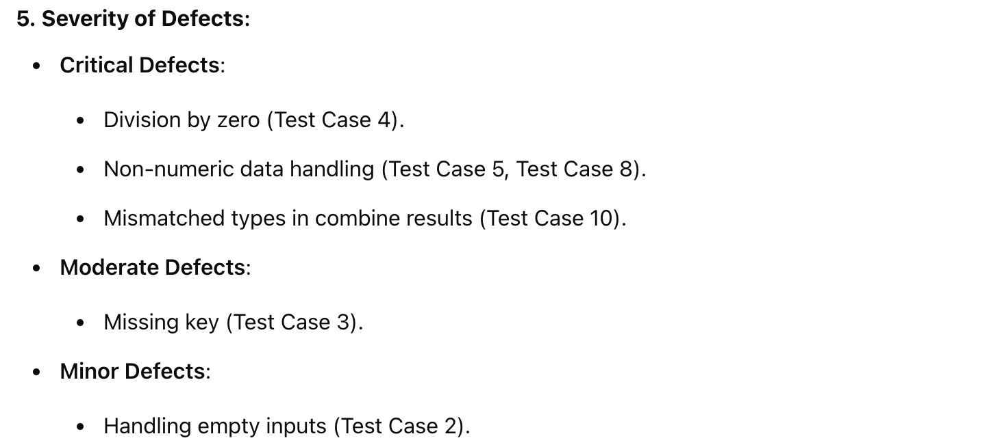 5. Severity of Defects:
• Critical Defects:
• Division by zero (Test Case 4).
• Non-numeric data handling (Test Case 5, Test Case 8).
• Mismatched types in combine results (Test Case 10).
• Moderate Defects:
• Missing key (Test Case 3).
• Minor Defects:
• Handling empty inputs (Test Case 2).